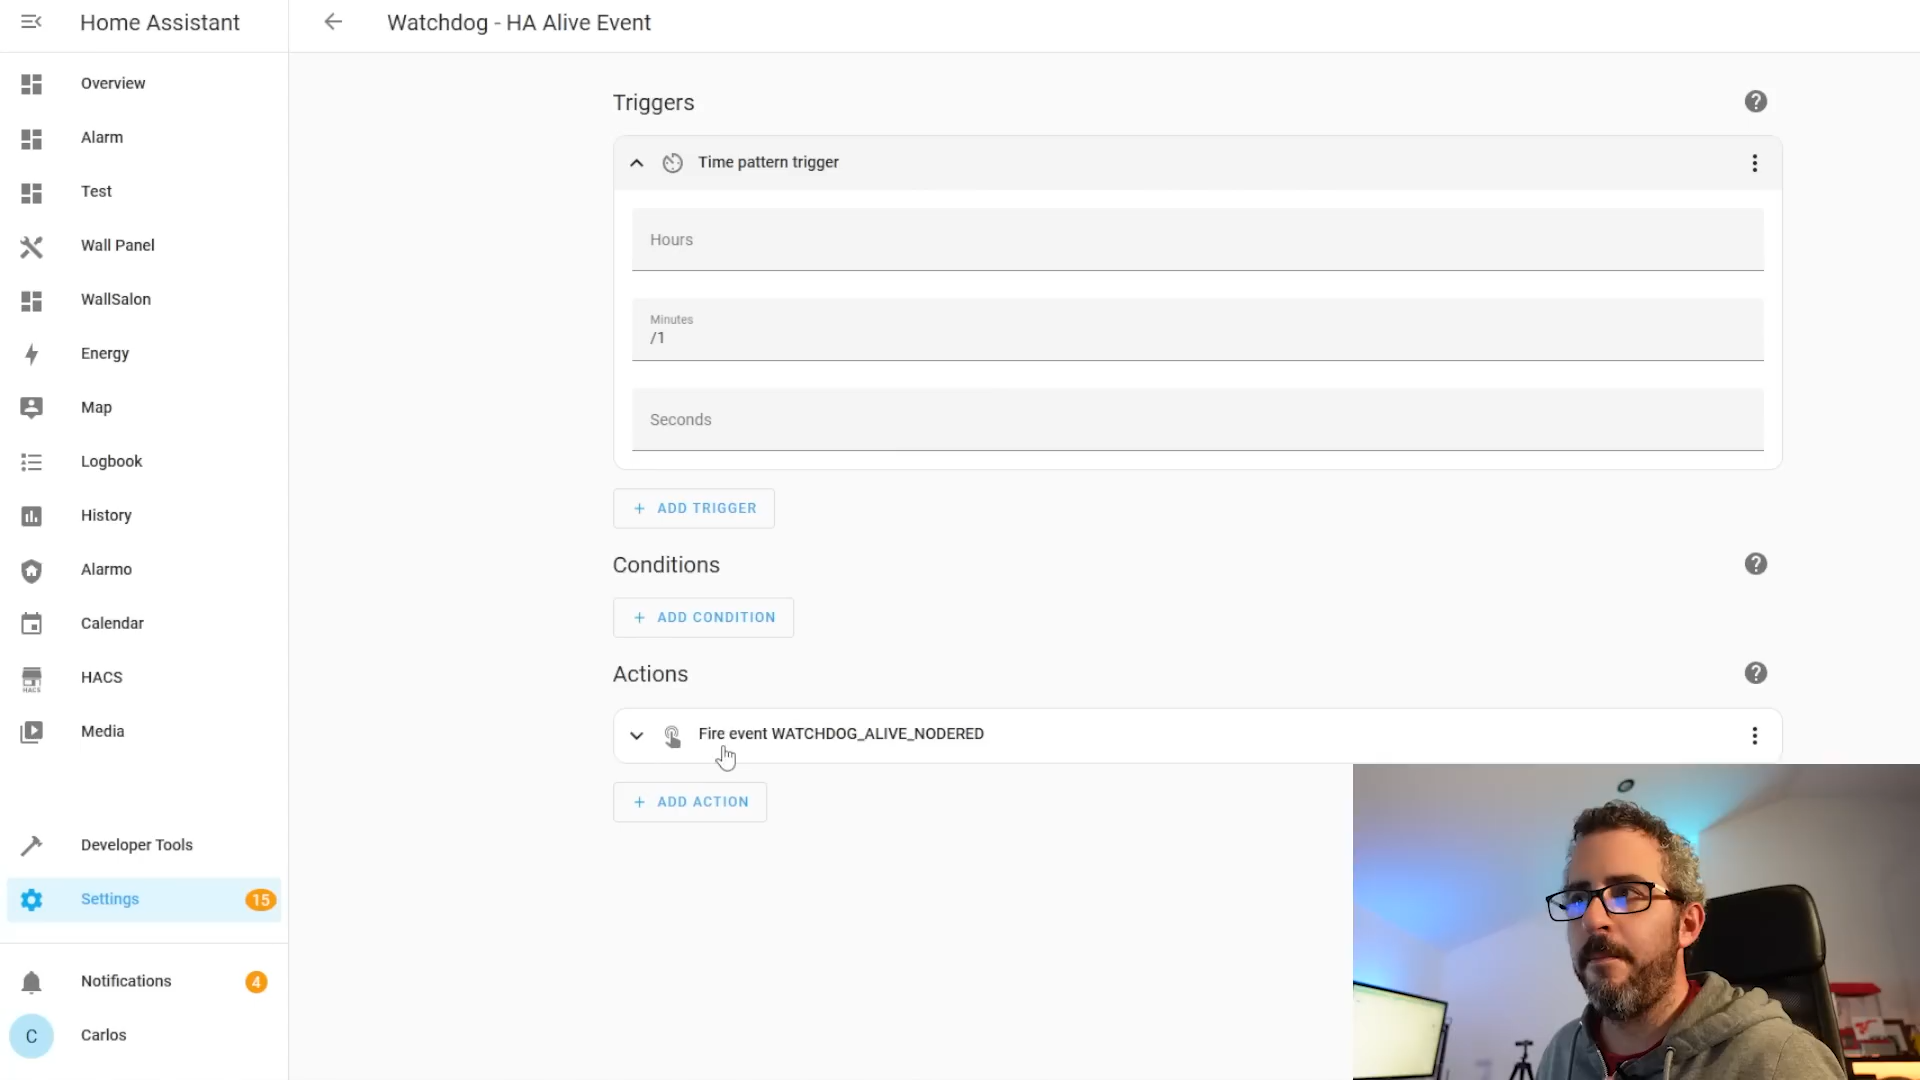 Home Assistant
Watchdog - HA Alive Event
Overview
Alarm
Test
Wall Panel
WallSalon
Energy
Map
Logbook
History
Alarmo
Calendar
HACS
HACS
Media
Developer Tools
Settings
15
Notifications
4
C
Carlos
Triggers
Time pattern trigger
Hours
Minutes
/1
Seconds
+ ADD TRIGGER
Conditions
+ ADD CONDITION
Actions
Fire event WATCHDOG_ALIVE_NODERED
+ ADD ACTION